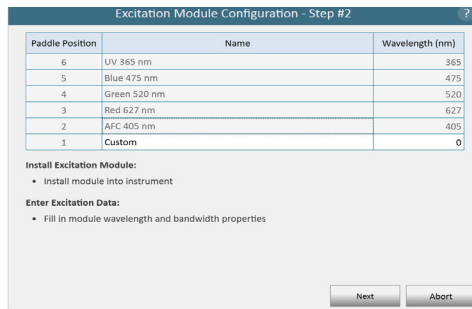 Excitation Module Configuration - Step #2 ?
Paddle Position Name Wavelength (nm)
6 UV 365 nm 365
5 Blue 475 nm 475
4 Green 520 nm 520
3 Red 627 nm 627
2 AFC 405 nm 405
1 Custom 0
Install Excitation Module:
• Install module into instrument
Enter Excitation Data:
• Fill in module wavelength and bandwidth properties
Next Abort